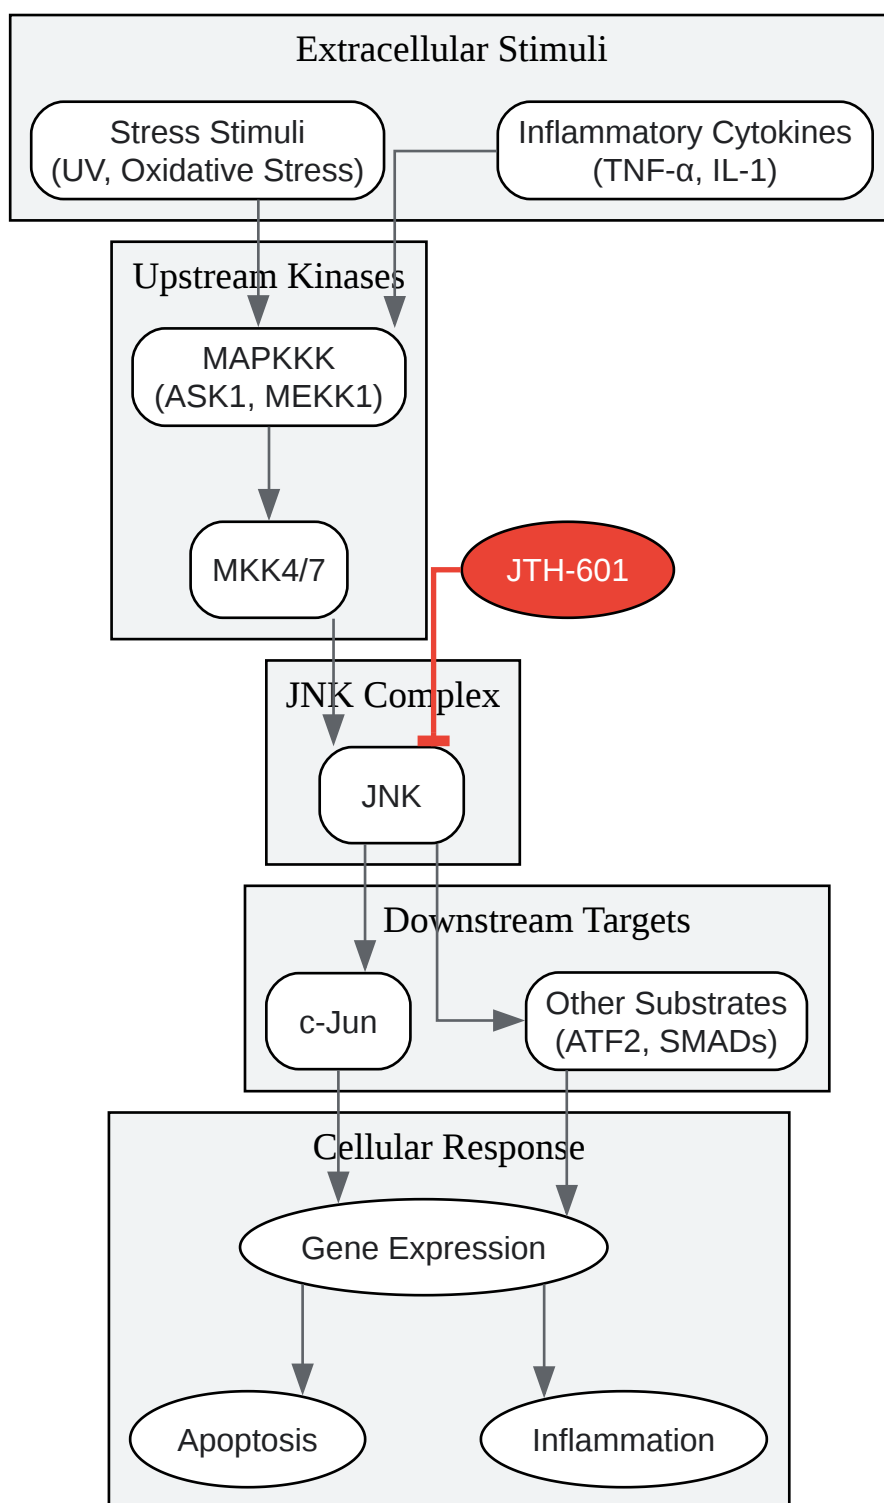 Extracellular Stimuli
Stress Stimuli
(UV, Oxidative Stress)
Inflammatory Cytokines
(TNF-α, IL-1)
Upstream Kinases
MAPKKK
(ASK1, MEKK1)
MKK4/7
JTH-601
JNK Complex
JNK
Downstream Targets
c-Jun
Other Substrates
(ATF2, SMADs)
Cellular Response
Gene Expression
Apoptosis
Inflammation